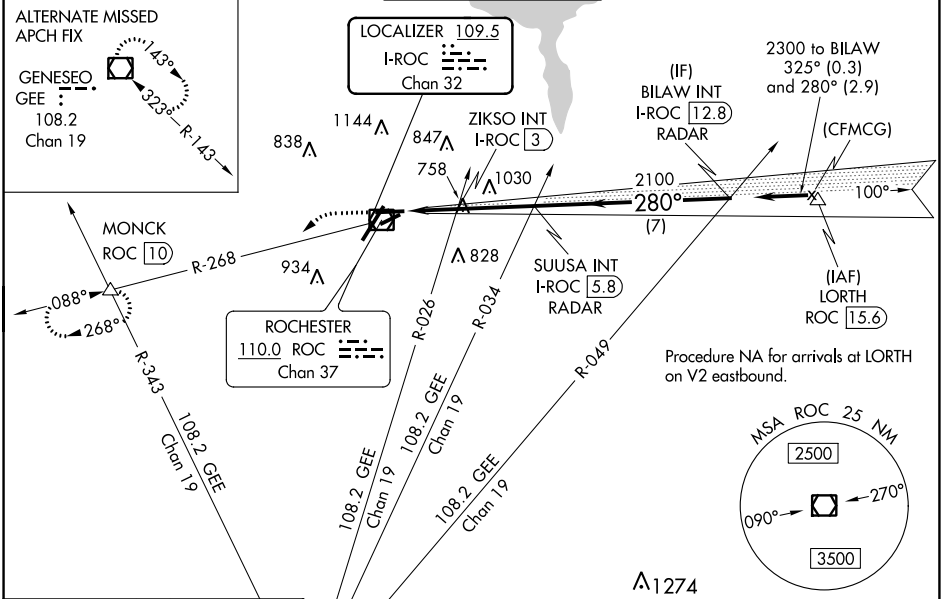 ALTERNATE MISSED
APCH FIX
GENESEO
GEE
108.2
Chan 19
143°
323°
R-143
LOCALIZER 109.5
I-ROC
Chan 32
838
1144
847
758
1030
ZIKSO INT
I-ROC 3
(IF)
BILAW INT
I-ROC 12.8
RADAR
2300 to BILAW
325° (0.3)
and 280° (2.9)
(CFMCG)
2100
280°
(7)
100°
MONCK
ROC 10
R-268
088°
268°
R-343
108.2 GEE
Chan 19
934
828
ROCHESTER
110.0 ROC
Chan 37
R-026
108.2 GEE
Chan 19
R-034
108.2 GEE
Chan 19
SUUSA INT
I-ROC 5.8
RADAR
R-049
108.2 GEE
Chan 19
(IAF)
LORTH
ROC 15.6
Procedure NA for arrivals at LORTH
on V2 eastbound.
MSA ROC 25 NM
2500
090°
270°
3500
1274